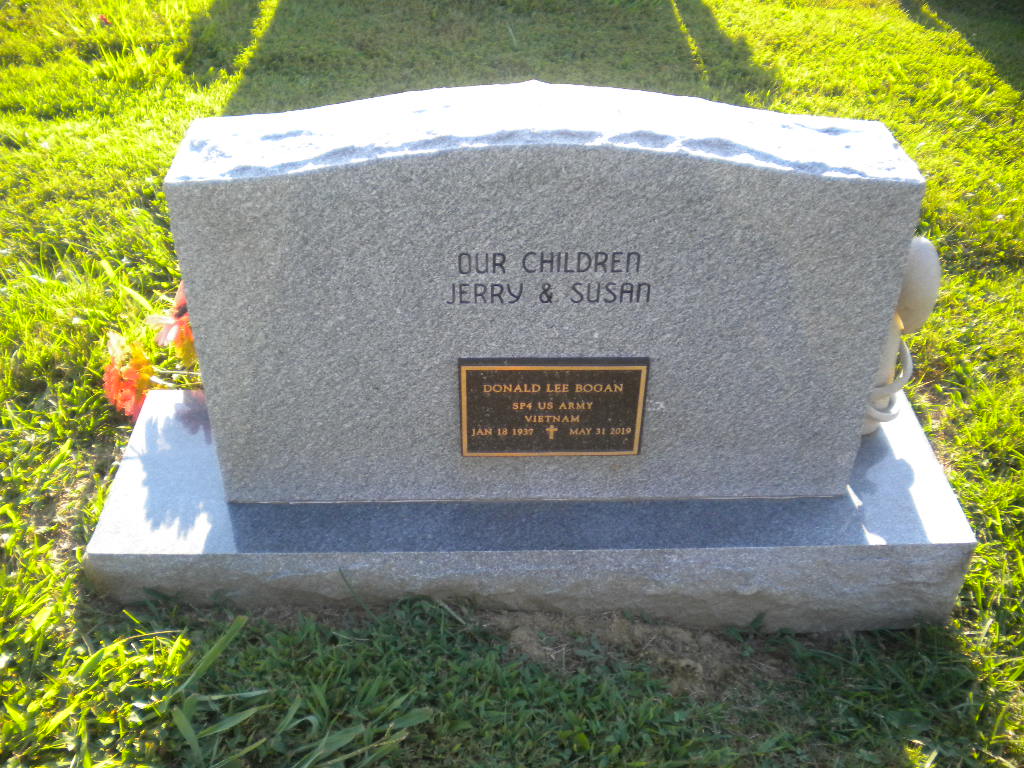 OUR CHILDREN
JERRY & SUSAN
DONALD LEE BOGAN
SP4 US ARMY
VIETNAM
JAN 18 1937 MAY 31 2019